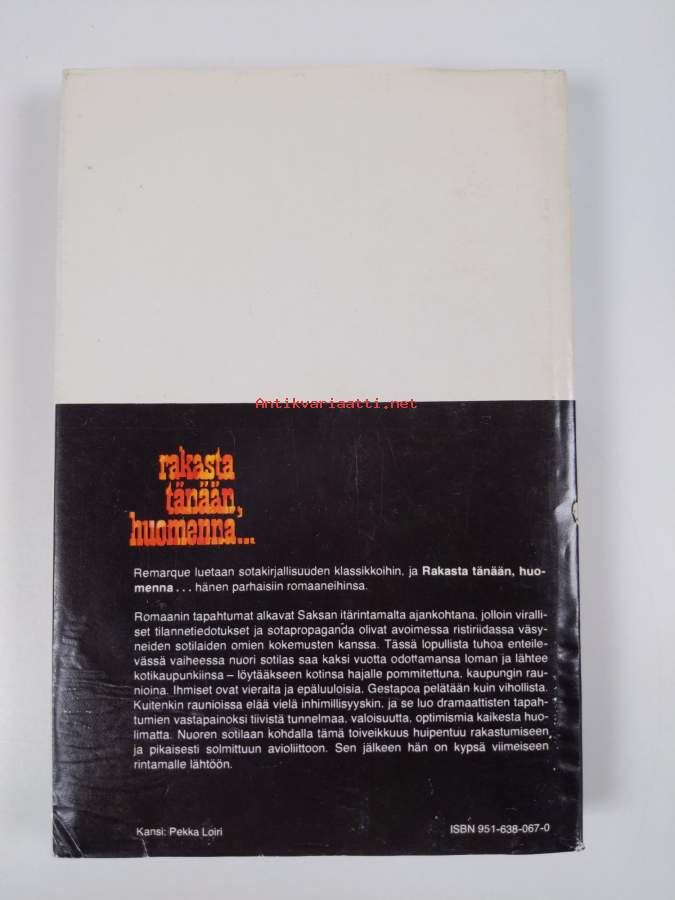 Antikvariaatti.net
rakasta
tänään,
huomenna...
Remarque luetaan sotakirjallisuuden klassikkoihin, ja Rakasta tänään, huo-
menna... hänen parhaisiin romaaneihinsa.
Romaanin tapahtumat alkavat Saksan itärintamalta ajankohtana, jolloin viralli-
set tilannetiedotukset ja sotapropaganda olivat avoimessa ristiriidassa väsy-
neiden sotilaiden omien kokemusten kanssa. Tässä lopullista tuhoa enteile-
vässä vaiheessa nuori sotilas saa kaksi vuotta odottamansa loman ja lähtee
kotikaupunkiinsa – löytääkseen kotinsa hajalle pommitettuna, kaupungin rau-
nioina. Ihmiset ovat vieraita ja epäluuloisia. Gestapoa pelätään kuin vihollista.
Kuitenkin raunioissa elää vielä inhimillisyyskin, ja se luo dramaattisten tapah-
tumien vastapainoksi tiivistä tunnelmaa, valoisuutta, optimismia kaikesta huo-
limatta. Nuoren sotilaan kohdalla tämä toiveikkuus huipentuu rakastumiseen
ja pikaisesti solmittuun avioliittoon. Sen jälkeen hän on kypsä viimeiseen
rintamalle lähtöön.
Kansi: Pekka Loiri
ISBN 951-638-067-0